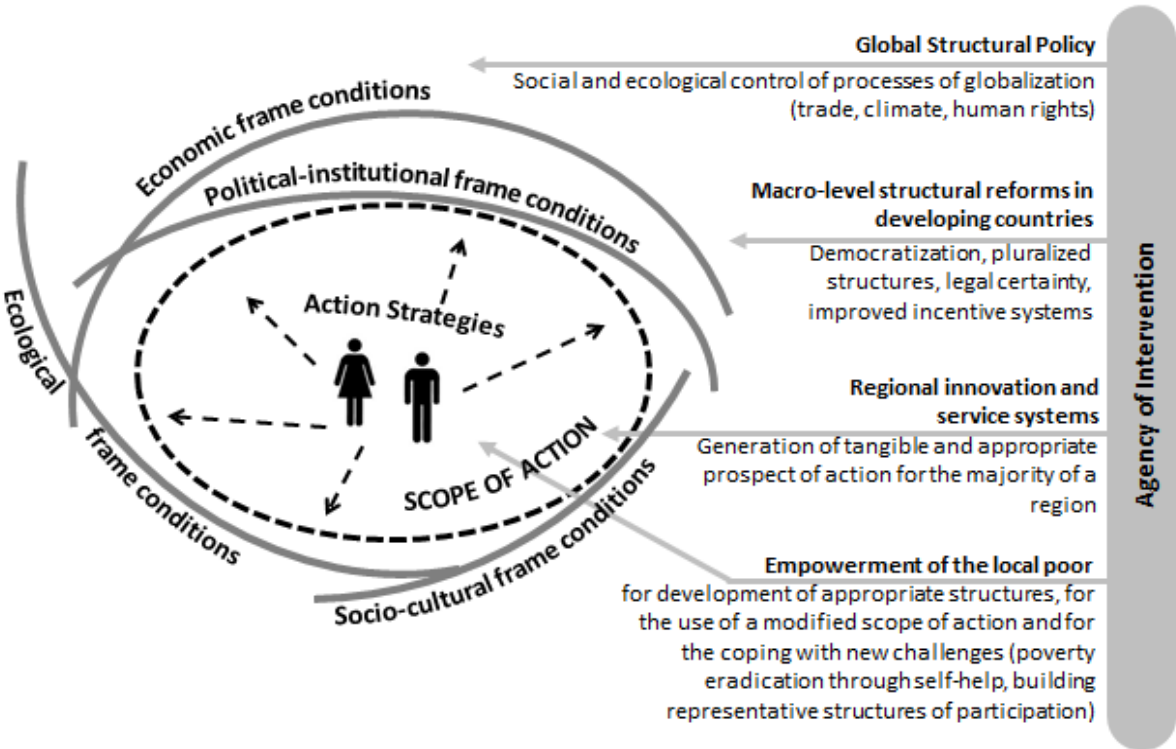 Economic frame conditions
Political-institutional frame conditions
Ecological
frame conditions
Socio-cultural frame conditions
Action Strategies
SCOPE OF ACTION
Global Structural Policy
Social and ecological control of processes of globalization
(trade, climate, human rights)
Macro-level structural reforms in
developing countries
Democratization, pluralized
structures, legal certainty,
improved incentive systems
Regional innovation and
service systems
Generation of tangible and appropriate
prospect of action for the majority of a
region
Empowerment of the local poor
for development of appropriate structures, for
the use of a modified scope of action and for
the coping with new challenges (poverty
eradication through self-help, building
representative structures of participation)
Agency of Intervention